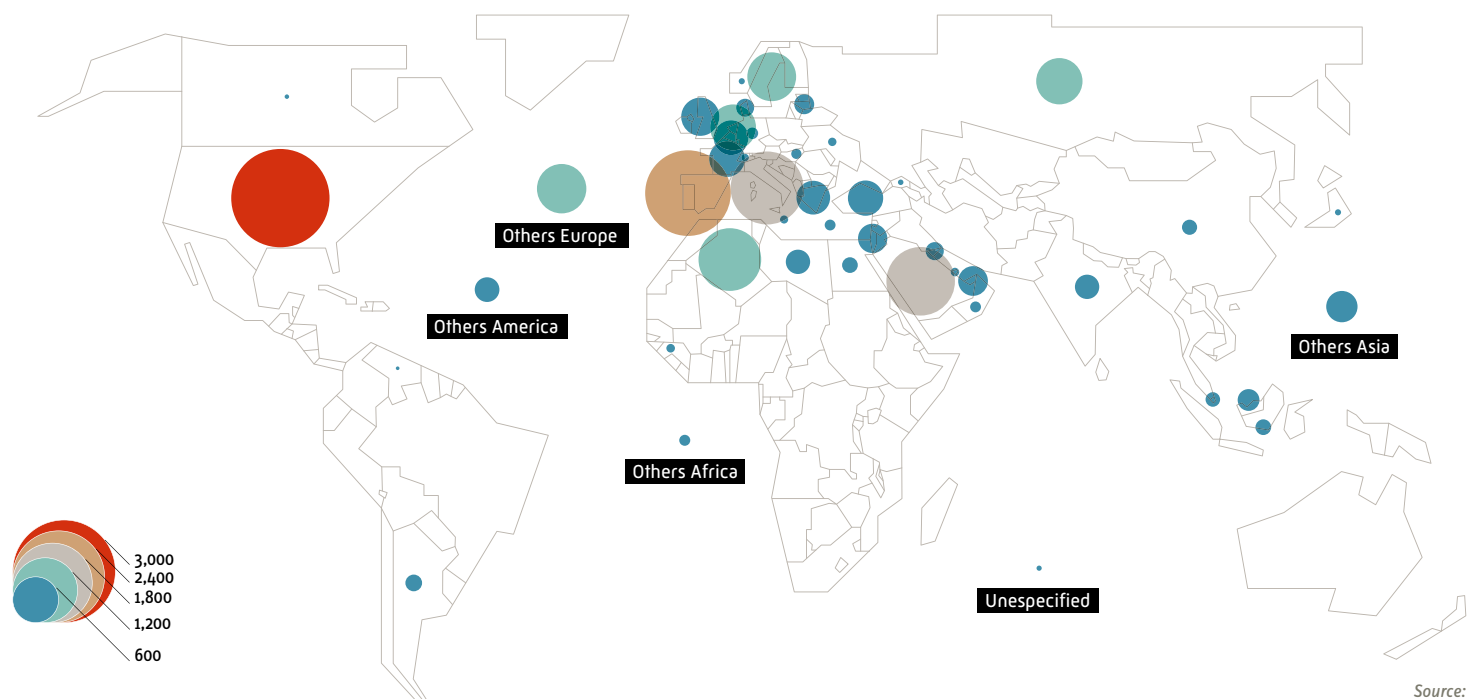 Others Europe
Others America
Others Asia
Others Africa
3,000
2,400
1,800
1,200
600
Unespecified
Source: